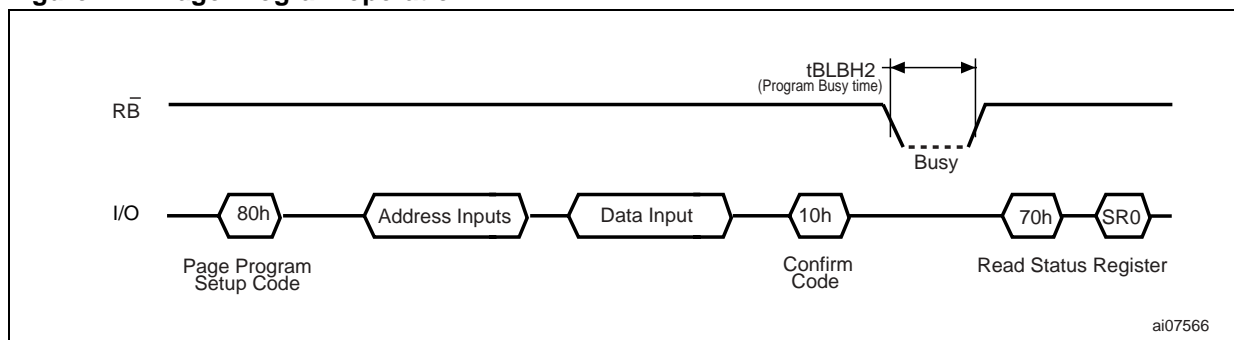 tBLBH2
(Program Busy time)
RB̅
Busy
I/O
80h
Address Inputs
Data Input
10h
70h
SR0
Page Program
Setup Code
Confirm
Code
Read Status Register
ai07566